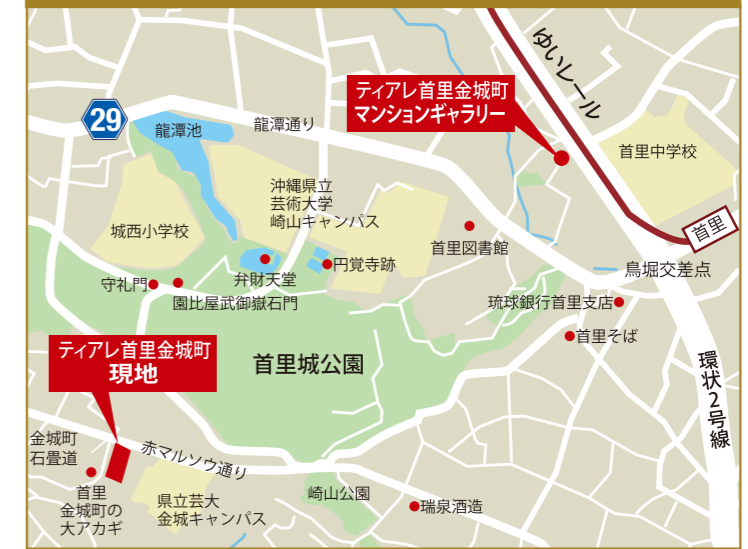 ゆいレール
ティアレ首里金城町
マンションギャラリー
29
龍潭池
龍潭通り
首里中学校
沖縄県立
芸術大学
崎山キャンパス
城西小学校
首里図書館
首里
鳥堀交差点
弁財天堂
円覚寺跡
守礼門
園比屋武御嶽石門
琉球銀行首里支店
首里そば
ティアレ首里金城町
現地
首里城公園
環状2号線
金城町
石畳道
赤マルソウ通り
首里
金城町の
大アカギ
県立芸大
金城キャンパス
崎山公園
瑞泉酒造